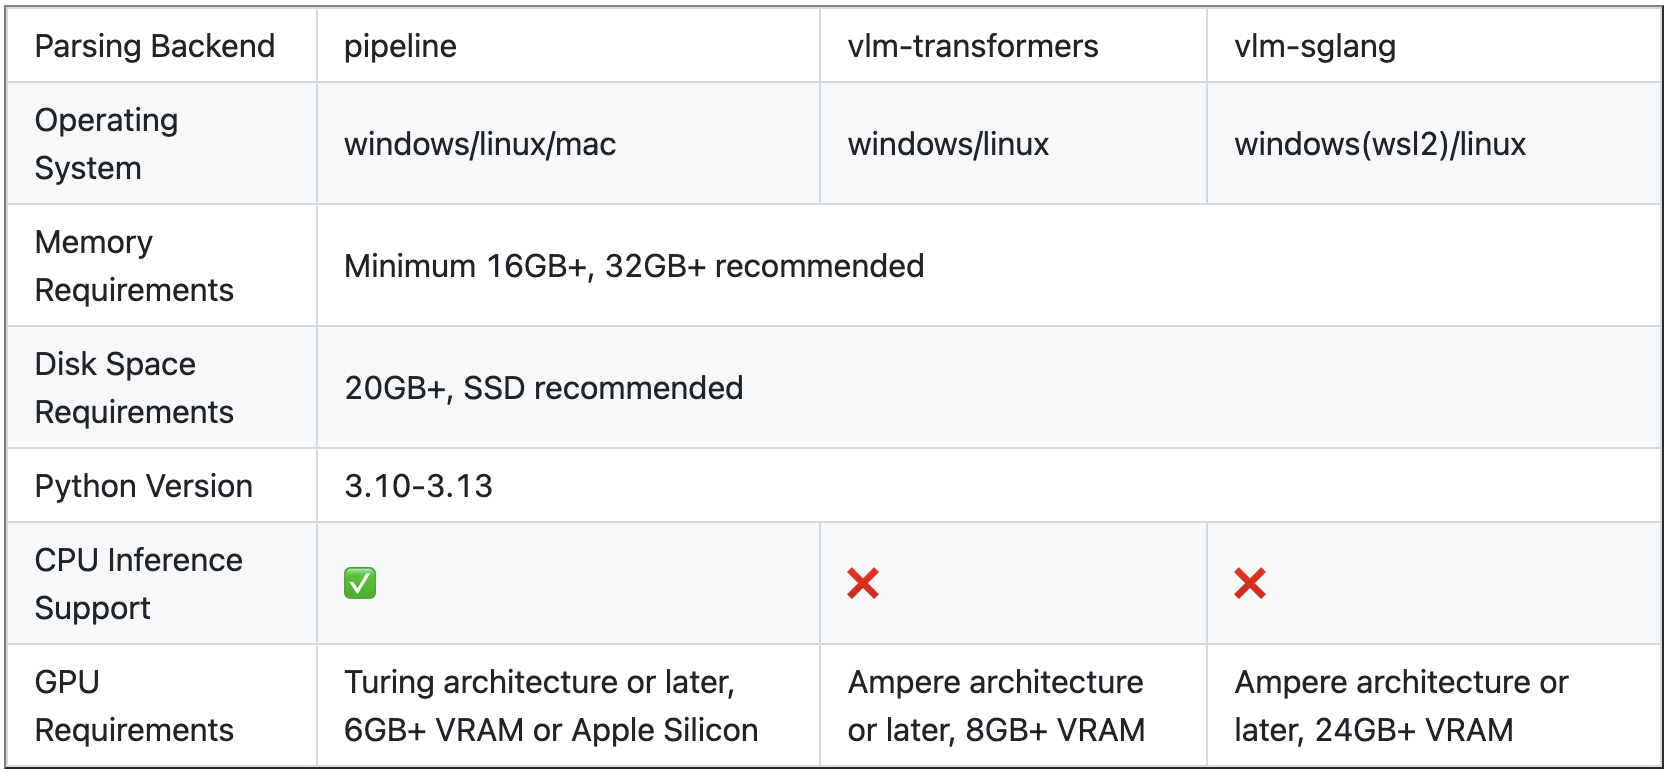 Parsing Backend
pipeline
vlm-transformers
vlm-sglang
Operating
System
windows/linux/mac
windows/linux
windows(wsl2)/linux
Memory
Requirements
Minimum 16GB+, 32GB+ recommended
Disk Space
Requirements
20GB+, SSD recommended
Python Version
3.10-3.13
CPU Inference
Support
✅
❌
❌
GPU
Requirements
Turing architecture or later,
6GB+ VRAM or Apple Silicon
Ampere architecture
or later, 8GB+ VRAM
Ampere architecture or
later, 24GB+ VRAM